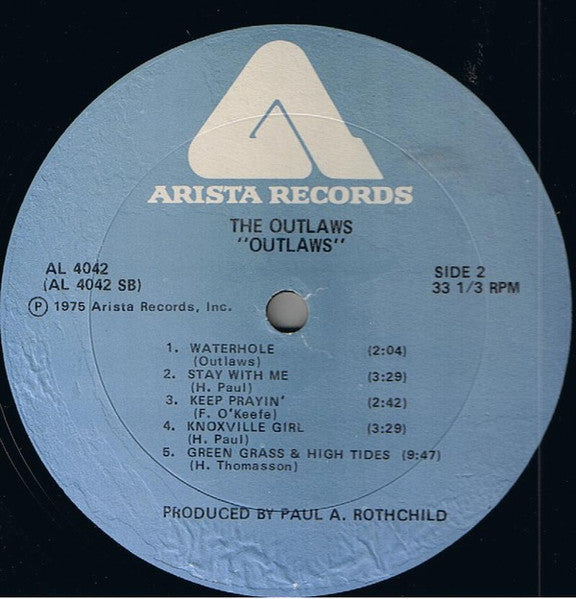 ARISTA RECORDS
THE OUTLAWS
"OUTLAWS"
AL 4042
(AL 4042 SB)
Ⓟ 1975 Arista Records, Inc.
SIDE 2
33 1/3 RPM
1. WATERHOLE (2:04)
(Outlaws)
2. STAY WITH ME (3:29)
(H. Paul)
3. KEEP PRAYIN' (2:42)
(F. O'Keefe)
4. KNOXVILLE GIRL (3:29)
(H. Paul)
5. GREEN GRASS & HIGH TIDES (9:47)
(H. Thomasson)
PRODUCED BY PAUL A. ROTHCHILD